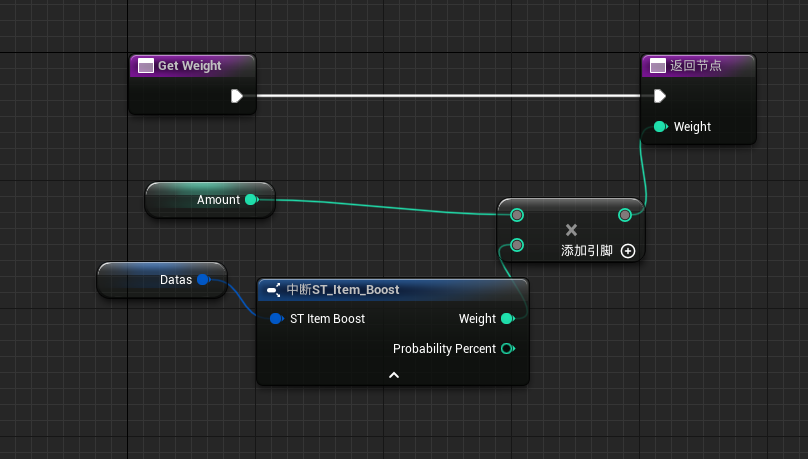 Get Weight
返回节点
Weight
Amount
添加引脚
Datas
中断ST_Item_Boost
ST Item Boost
Weight
Probability Percent